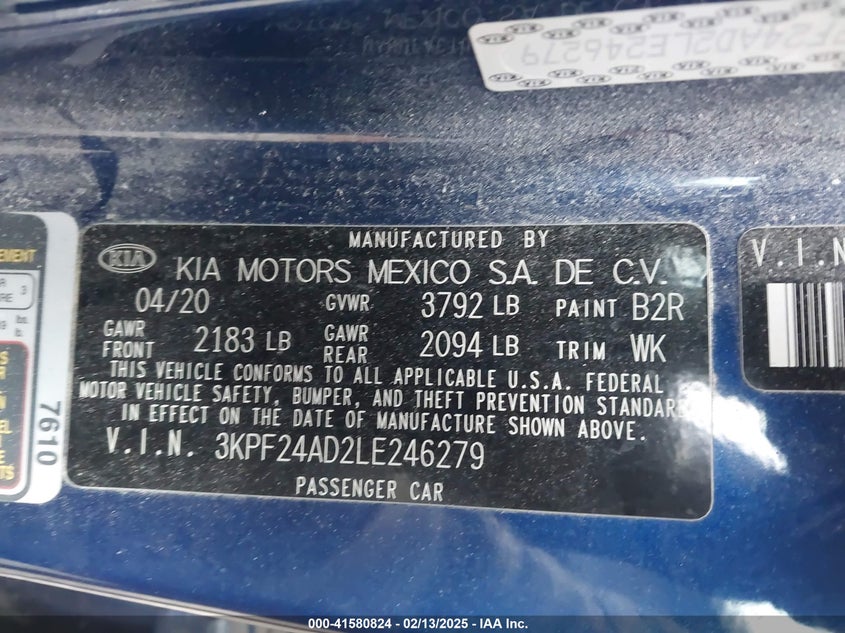 F24AD2LE246279
MANUFACTURED BY
KIA KIA MOTORS MEXICO S.A. DE C.V.
04/20 GVWR 3792 LB PAINT B2R
GAWR FRONT 2183 LB GAWR REAR 2094 LB TRIM WK
THIS VEHICLE CONFORMS TO ALL APPLICABLE U.S.A. FEDERAL
MOTOR VEHICLE SAFETY, BUMPER, AND THEFT PREVENTION STANDARD
IN EFFECT ON THE DATE OF MANUFACTURE SHOWN ABOVE.
V.I.N. 3KPF24AD2LE246279
PASSENGER CAR
V.I.N
7610
000-41580824 - 02/13/2025 - IAA Inc.